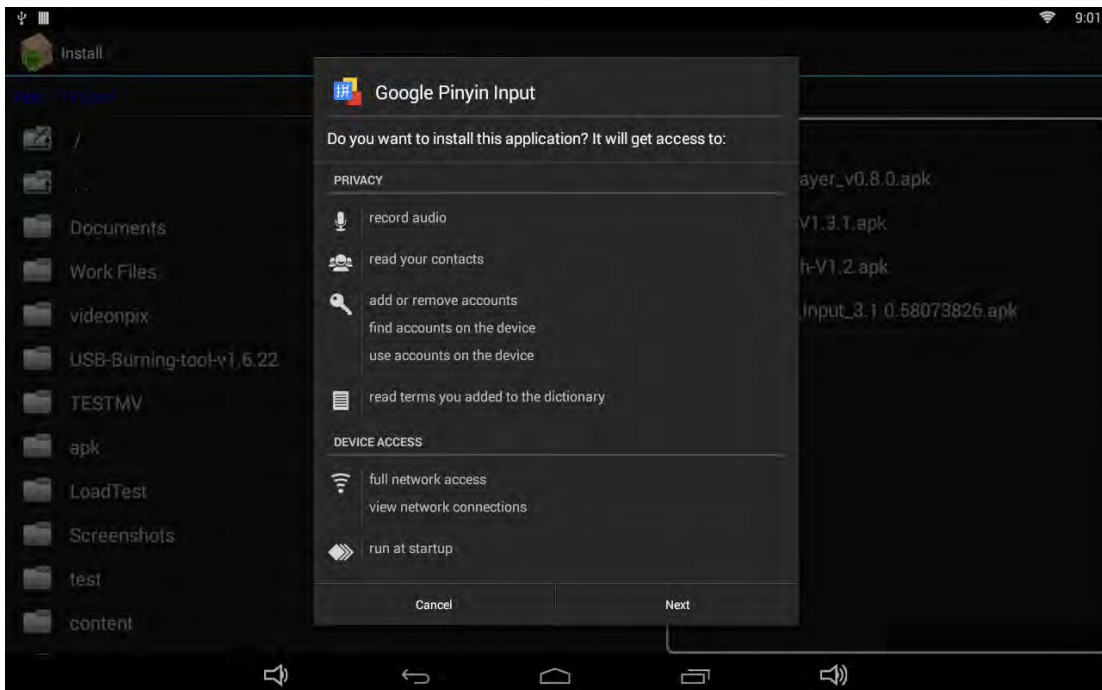 9:01
Install
Google Pinyin Input
Do you want to install this application? It will get access to:
PRIVACY
record audio
read your contacts
add or remove accounts
find accounts on the device
use accounts on the device
read terms you added to the dictionary
DEVICE ACCESS
full network access
view network connections
run at startup
Cancel
Next
/
..
Documents
Work Files
videonpix
USB-Burning-tool-v1.6.22
TESTMV
apk
LoadTest
Screenshots
test
content
ayer_v0.8.0.apk
V1.3.1.apk
h-V1.2.apk
Input_3.1.0.58073826.apk